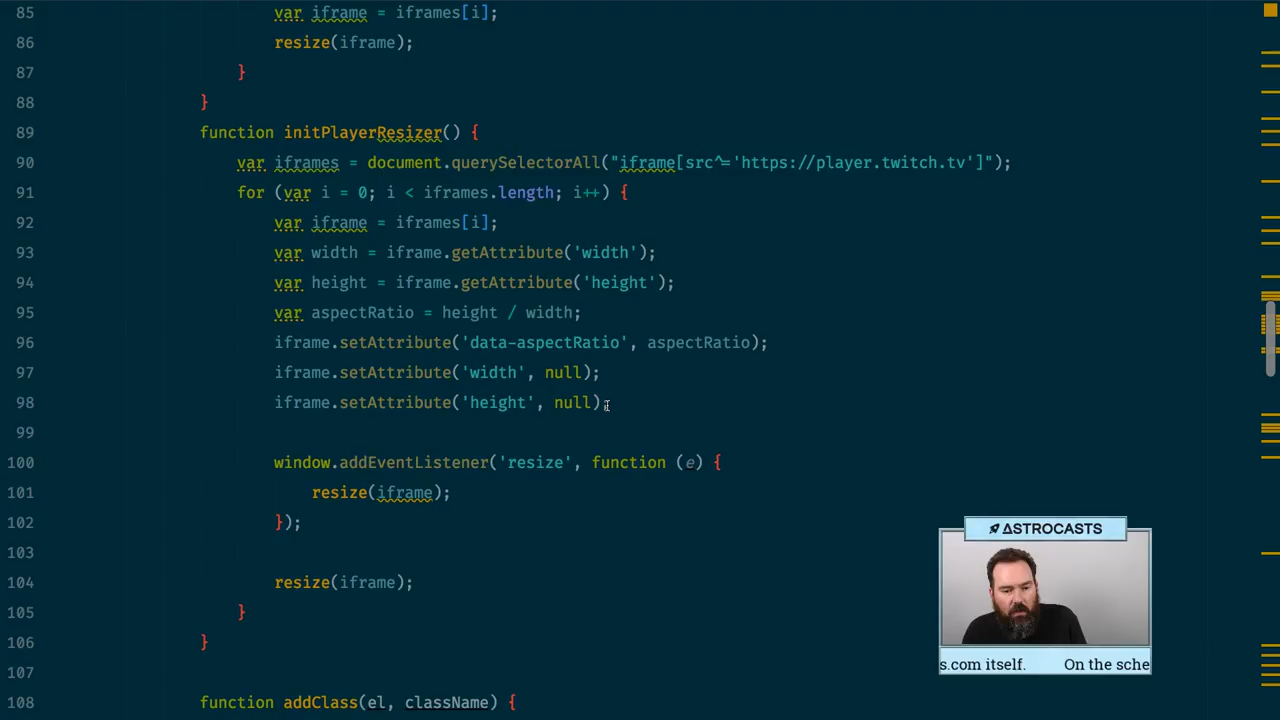 85 var iframe = iframes[i];
86 resize(iframe);
87 }
88 }
89 function initPlayerResizer() {
90 var iframes = document.querySelectorAll("iframe[src^='https://player.twitch.tv']");
91 for (var i = 0; i < iframes.length; i++) {
92 var iframe = iframes[i];
93 var width = iframe.getAttribute('width');
94 var height = iframe.getAttribute('height');
95 var aspectRatio = height / width;
96 iframe.setAttribute('data-aspectRatio', aspectRatio);
97 iframe.setAttribute('width', null);
98 iframe.setAttribute('height', null);
99
100 window.addEventListener('resize', function (e) {
101 resize(iframe);
102 });
103
104 resize(iframe);
105 }
106 }
107
108 function addClass(el, className) {
ΔSTROCASTS
s.com itself. On the sche